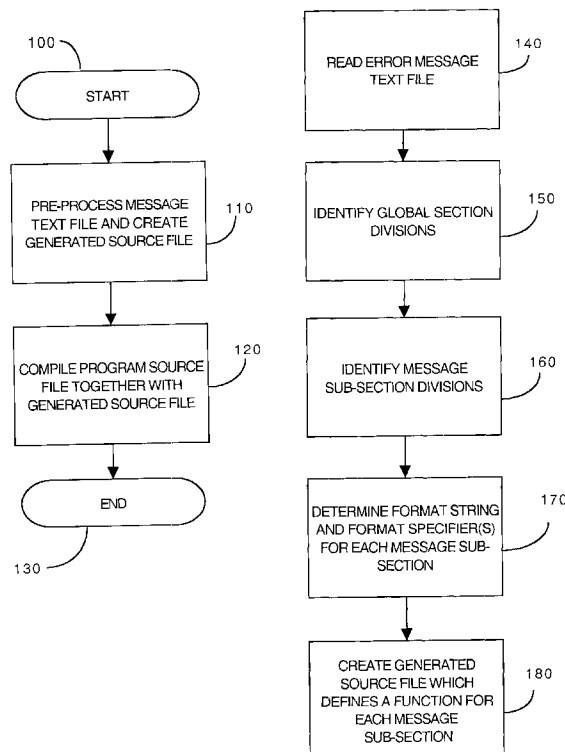 100
START
PRE-PROCESS MESSAGE
TEXT FILE AND CREATE
GENERATED SOURCE FILE
110
COMPILE PROGRAM SOURCE
FILE TOGETHER WITH
GENERATED SOURCE FILE
120
END
130
READ ERROR MESSAGE
TEXT FILE
140
IDENTIFY GLOBAL SECTION
DIVISIONS
150
IDENTIFY MESSAGE
SUB-SECTION DIVISIONS
160
DETERMINE FORMAT STRING
AND FORMAT SPECIFIER(S)
FOR EACH MESSAGE SUB-
SECTION
170
CREATE GENERATED
SOURCE FILE WHICH
DEFINES A FUNCTION FOR
EACH MESSAGE
SUB-SECTION
180